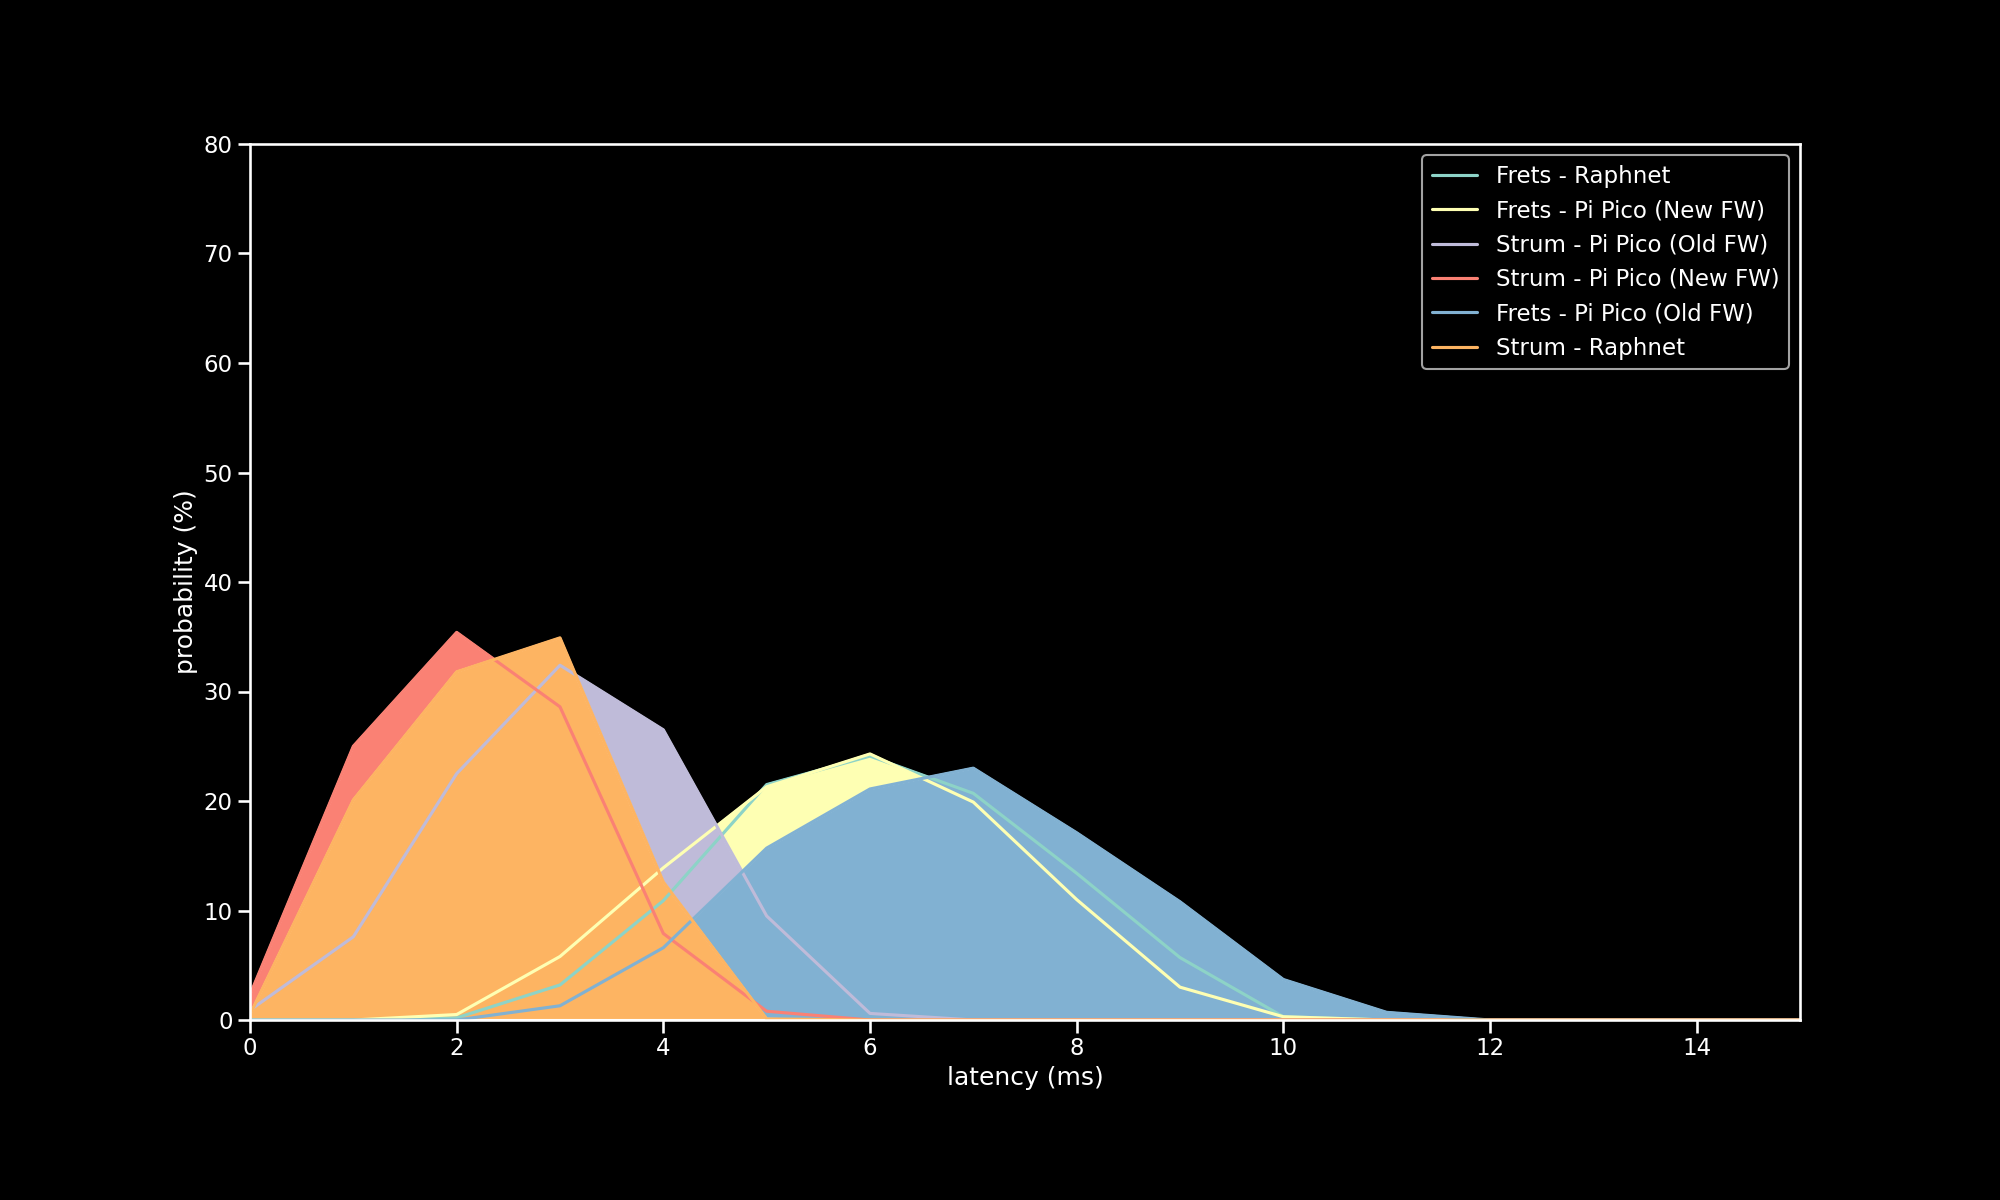 80
70
60
50
40
30
20
10
0
probability (%)
0 2 4 6 8 10 12 14
latency (ms)
Frets - Raphnet
Frets - Pi Pico (New FW)
Strum - Pi Pico (Old FW)
Strum - Pi Pico (New FW)
Frets - Pi Pico (Old FW)
Strum - Raphnet